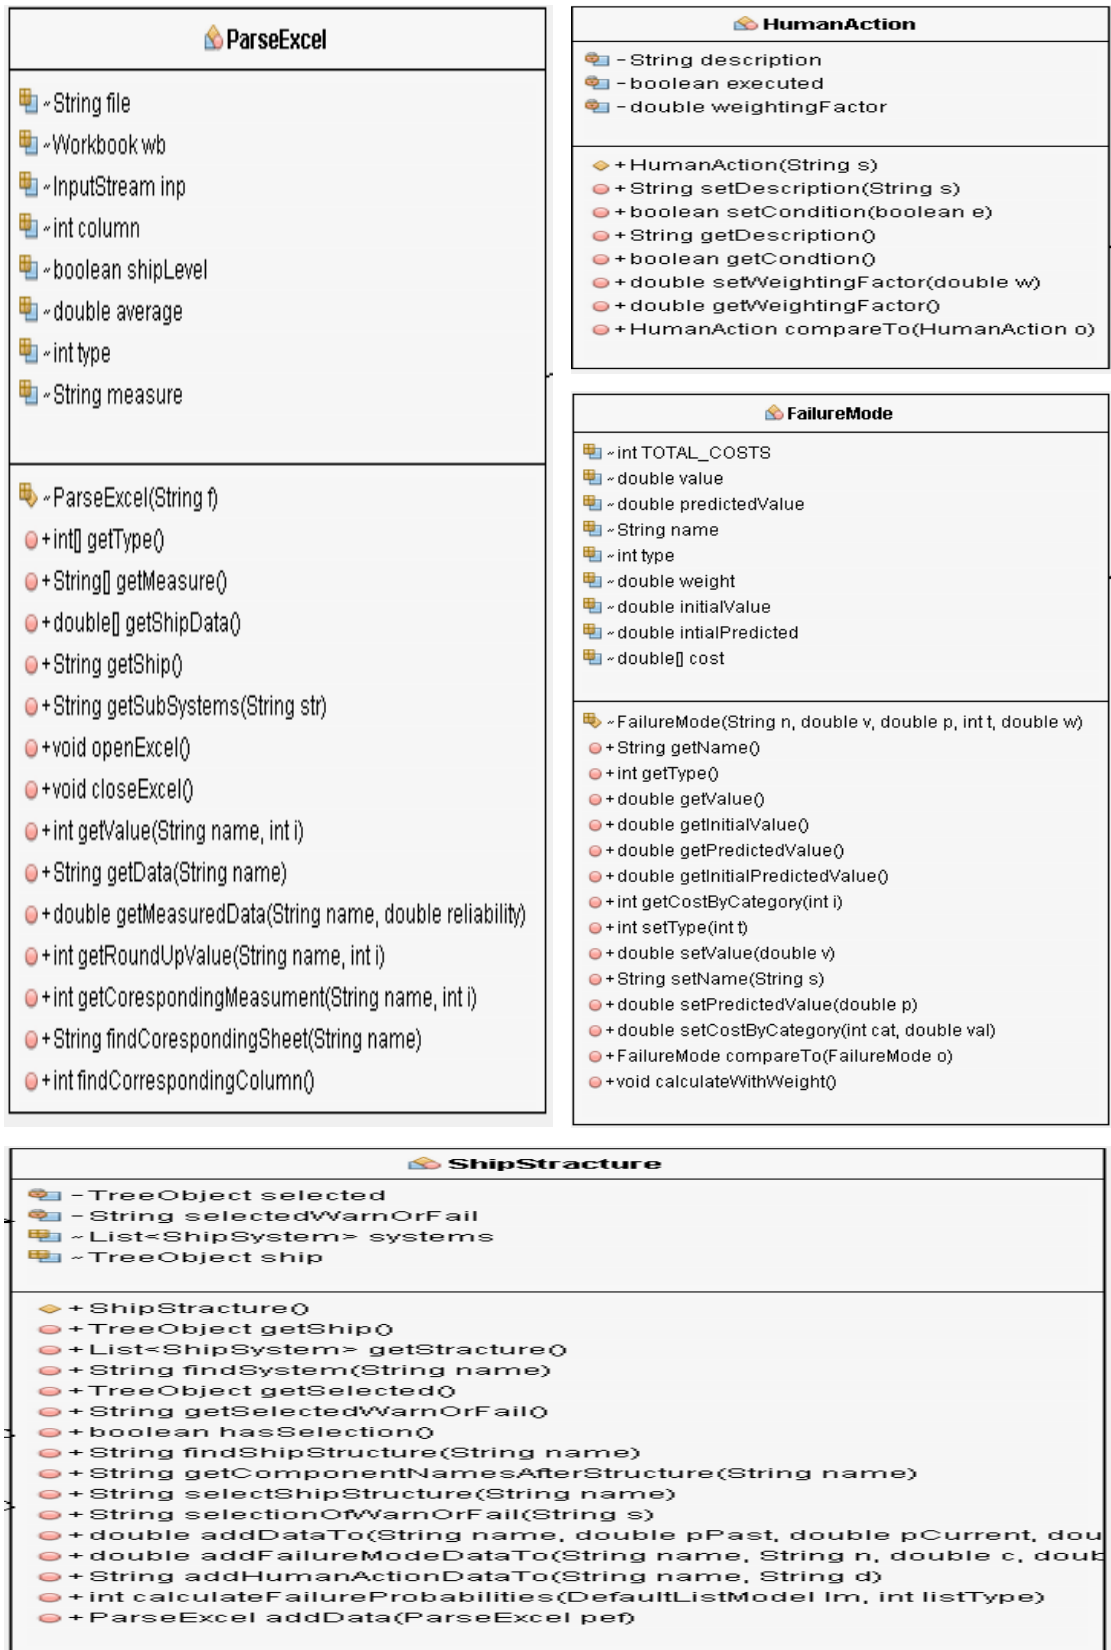 ParseExcel
~String file
~Workbook wb
~InputStream inp
~int column
~boolean shipLevel
~double average
~int type
~String measure
~ParseExcel(String f)
+int[] getType()
+String[] getMeasure()
+double[] getShipData()
+String getShip()
+String getSubSystems(String str)
+void openExcel()
+void closeExcel()
+int getValue(String name, int i)
+String getData(String name)
+double getMeasuredData(String name, double reliability)
+int getRoundUpValue(String name, int i)
+int getCorespondingMeasument(String name, int i)
+String findCorespondingSheet(String name)
+int findCorrespondingColumn()
HumanAction
-String description
-boolean executed
-double weightingFactor
+HumanAction(String s)
+String setDescription(String s)
+boolean setCondition(boolean e)
+String getDescription()
+boolean getCondtion()
+double setWeightingFactor(double w)
+double getWeightingFactor()
+HumanAction compareTo(HumanAction o)
FailureMode
~int TOTAL_COSTS
~double value
~double predictedValue
~String name
~int type
~double weight
~double initialValue
~double intialPredicted
~double[] cost
~FailureMode(String n, double v, double p, int t, double w)
+String getName()
+int getType()
+double getValue()
+double getInitialValue()
+double getPredictedValue()
+double getInitialPredictedValue()
+int getCostByCategory(int i)
+int setType(int t)
+double setValue(double v)
+String setName(String s)
+double setPredictedValue(double p)
+double setCostByCategory(int cat, double val)
+FailureMode compareTo(FailureMode o)
+void calculateWithWeight()
ShipStracture
-TreeObject selected
-String selectedWarnOrFail
~List<ShipSystem> systems
~TreeObject ship
+ShipStracture()
+TreeObject getShip()
+List<ShipSystem> getStracture()
+String findSystem(String name)
+TreeObject getSelected()
+String getSelectedWarnOrFail()
+boolean hasSelection()
+String findShipStructure(String name)
+String getComponentNamesAfterStructure(String name)
+String selectShipStructure(String name)
+String selectionOfWarnOrFail(String s)
+double addDataTo(String name, double pPast, double pCurrent, dou
+double addFailureModeDataTo(String name, String n, double c, doub
+String addHumanActionDataTo(String name, String d)
+int calculateFailureProbabilities(DefaultListModel lm, int listType)
+ParseExcel addData(ParseExcel pef)